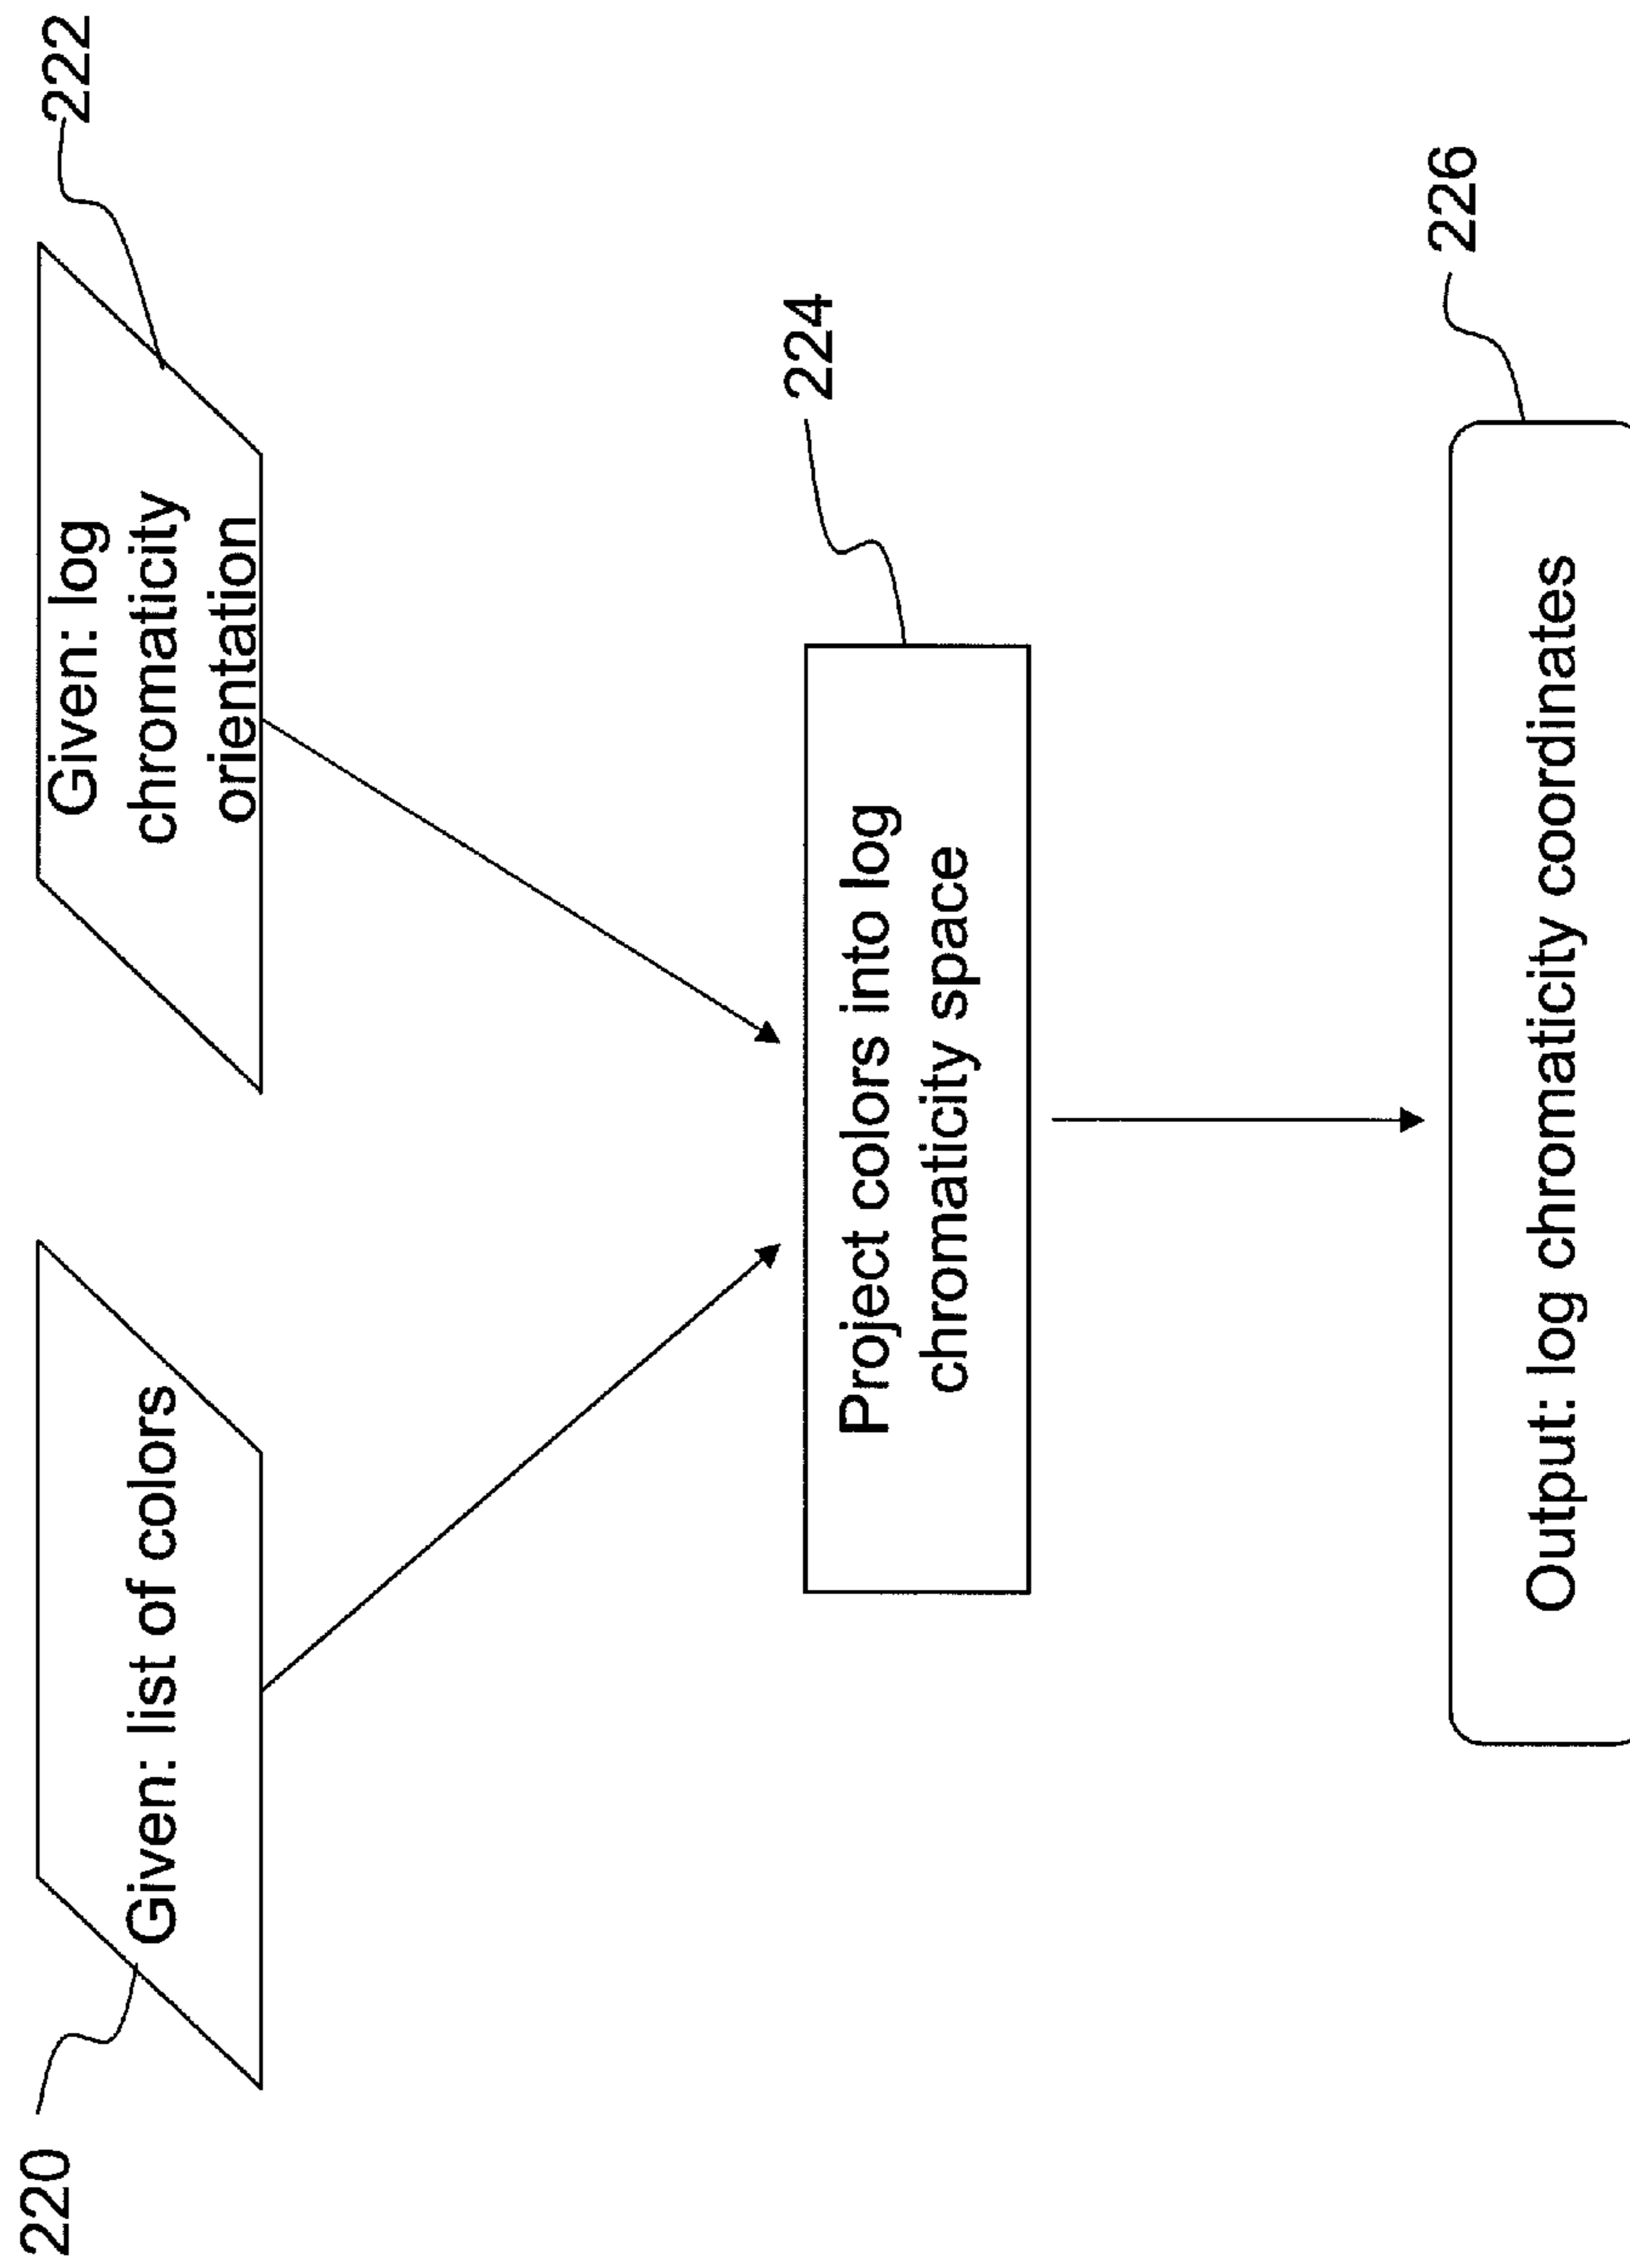 220
Given: list of colors
Given: log
chromaticity
orientation
222
Project colors into log
chromaticity space
224
Output: log chromaticity coordinates
226